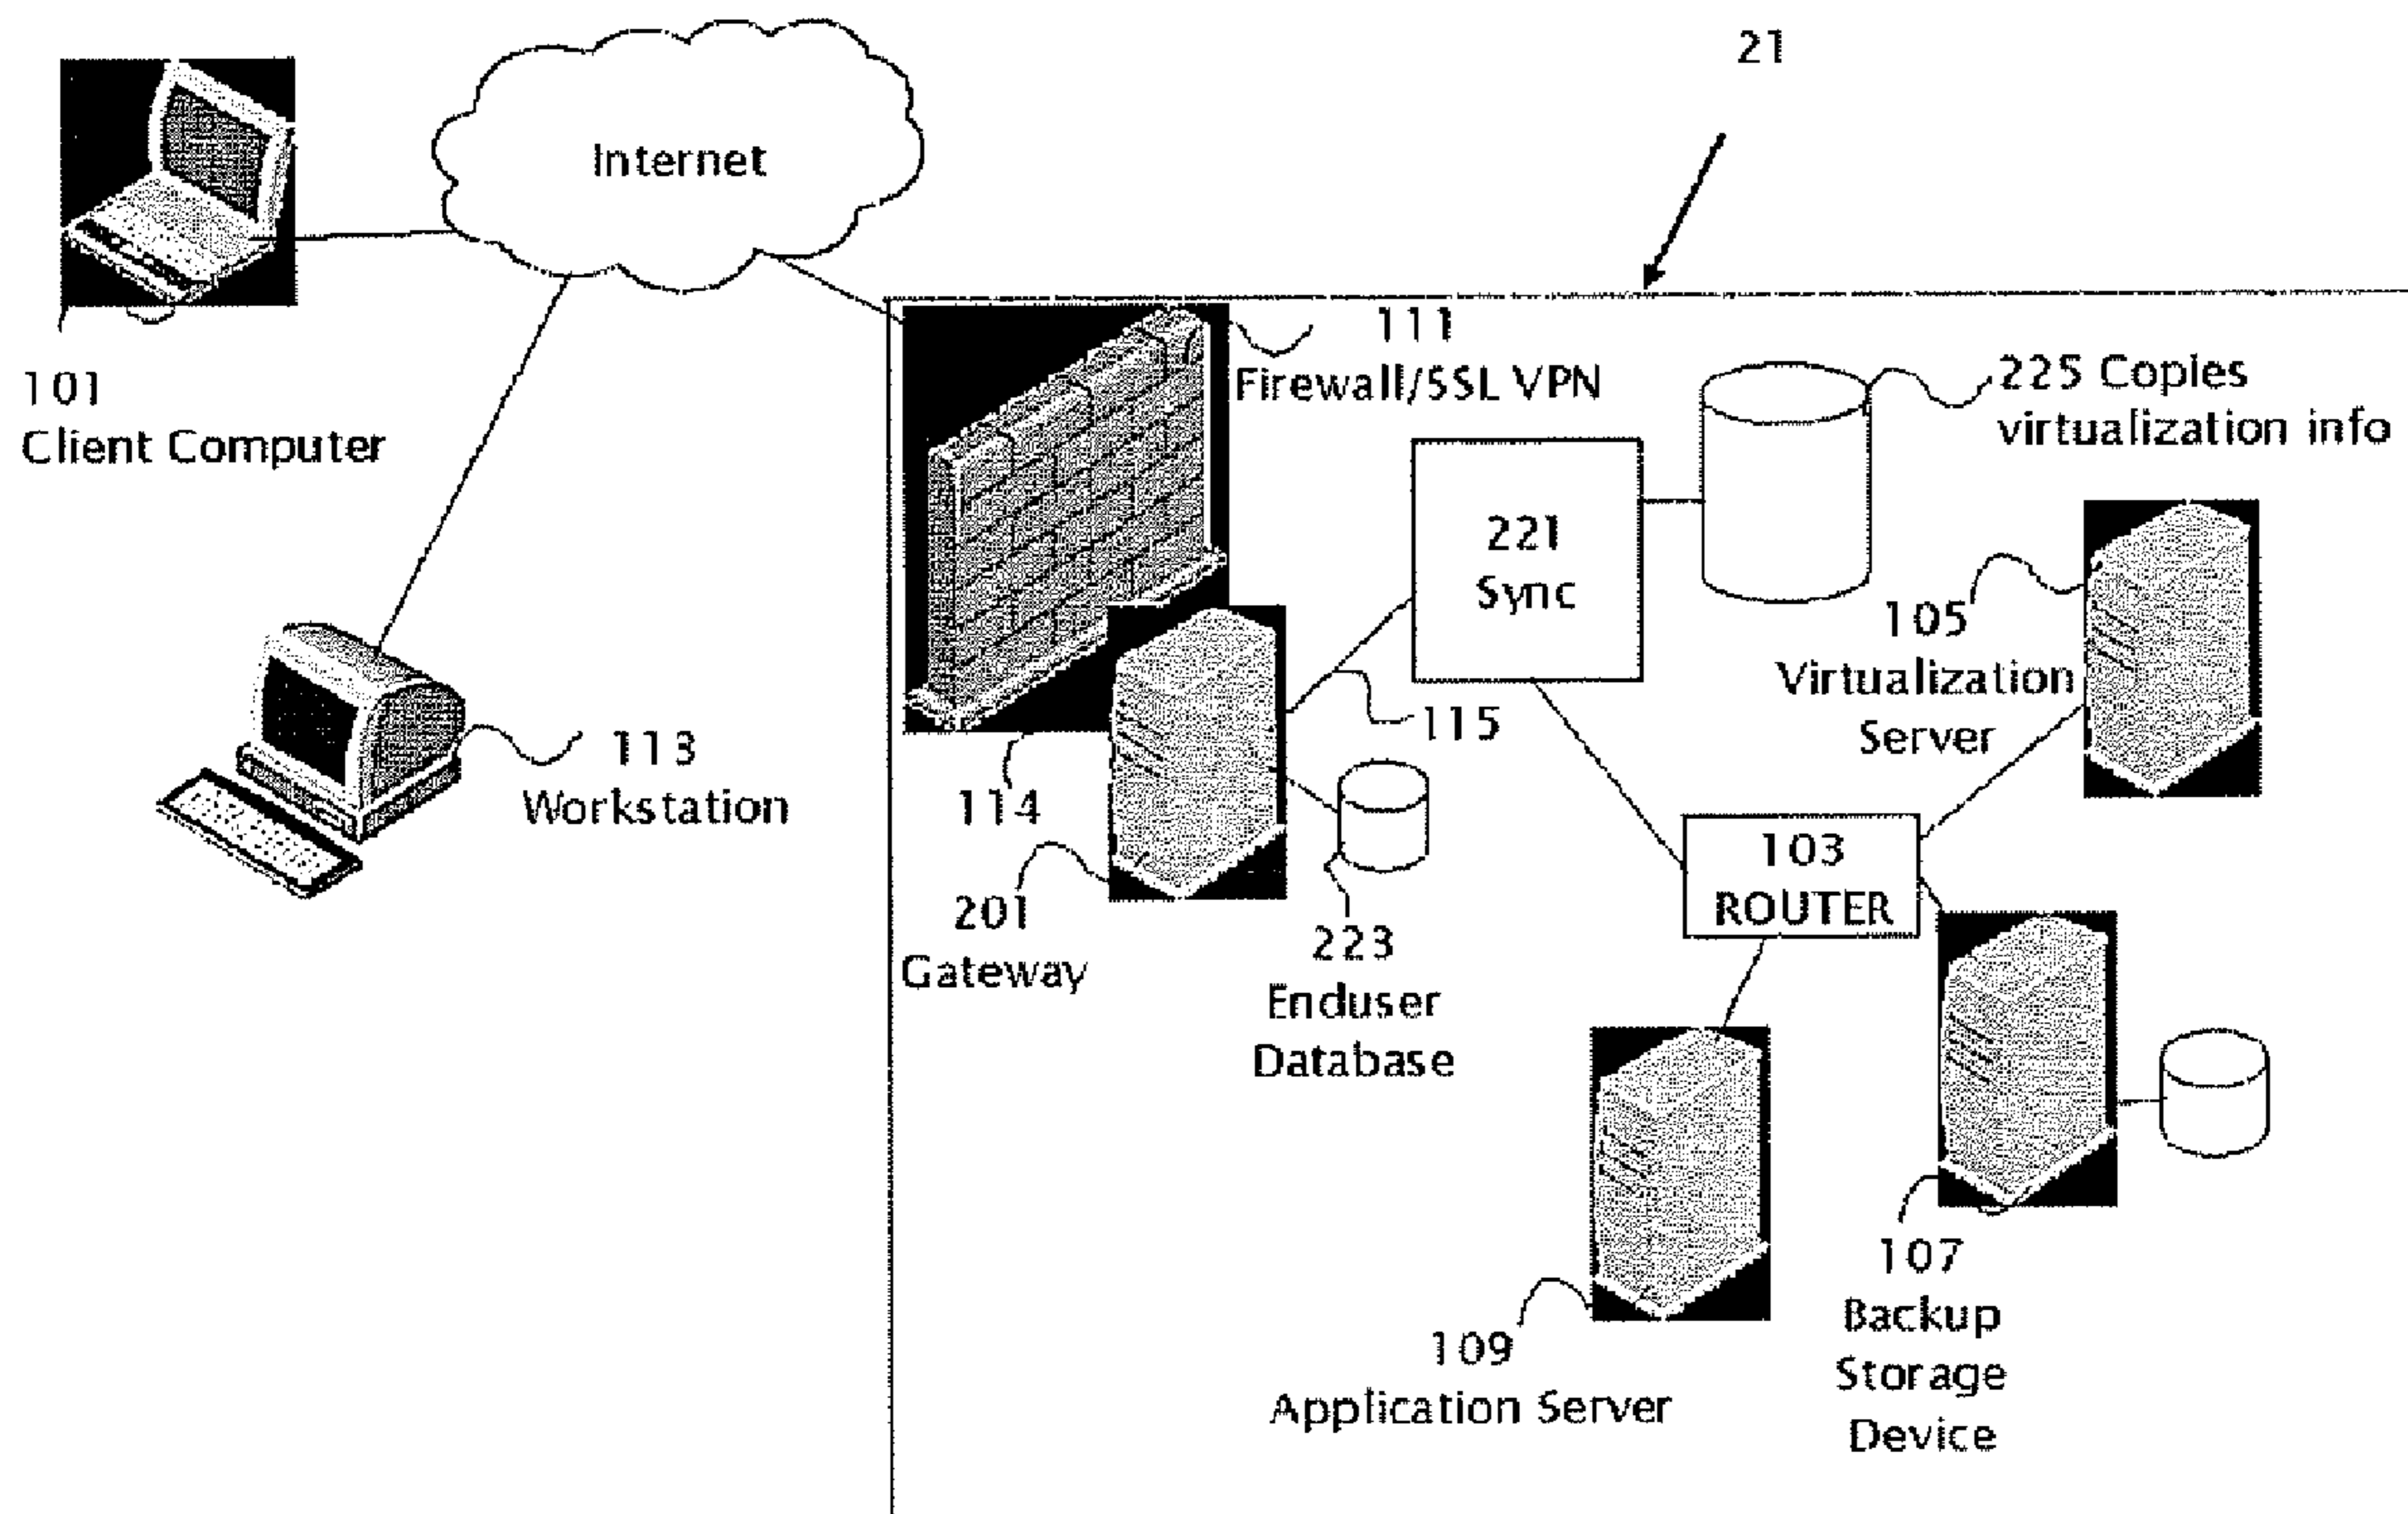 21
Internet
111
Firewall/SSL VPN
225 Copies
virtualization info
101
Client Computer
221
Sync
105
Virtualization
Server
115
113
Workstation
114
103
ROUTER
201
Gateway
223
Enduser
Database
107
Backup
Storage
Device
109
Application Server